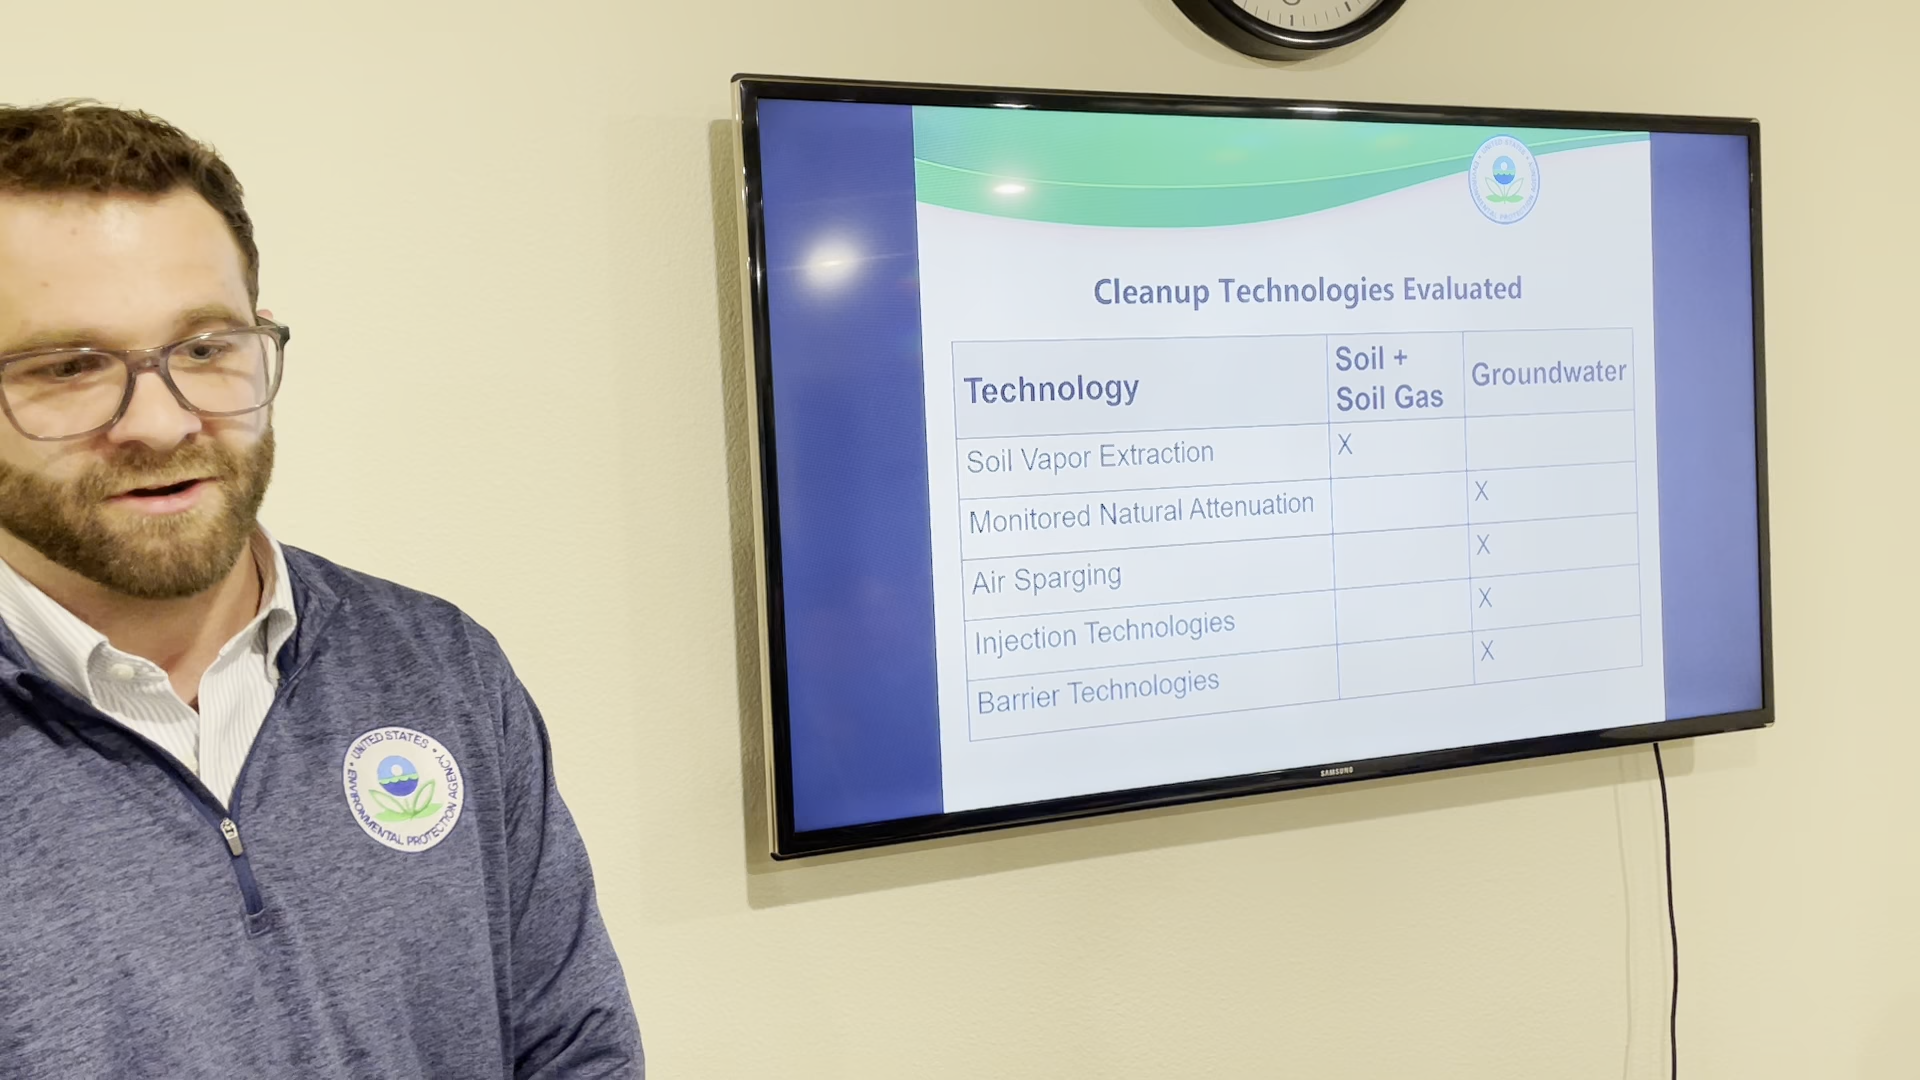 Cleanup Technologies Evaluated
Technology
Soil +
Soil Gas
Groundwater
Soil Vapor Extraction X
Monitored Natural Attenuation X
Air Sparging X
Injection Technologies X
Barrier Technologies X
SAMSUNG
UNITED STATES • ENVIRONMENTAL PROTECTION AGENCY •